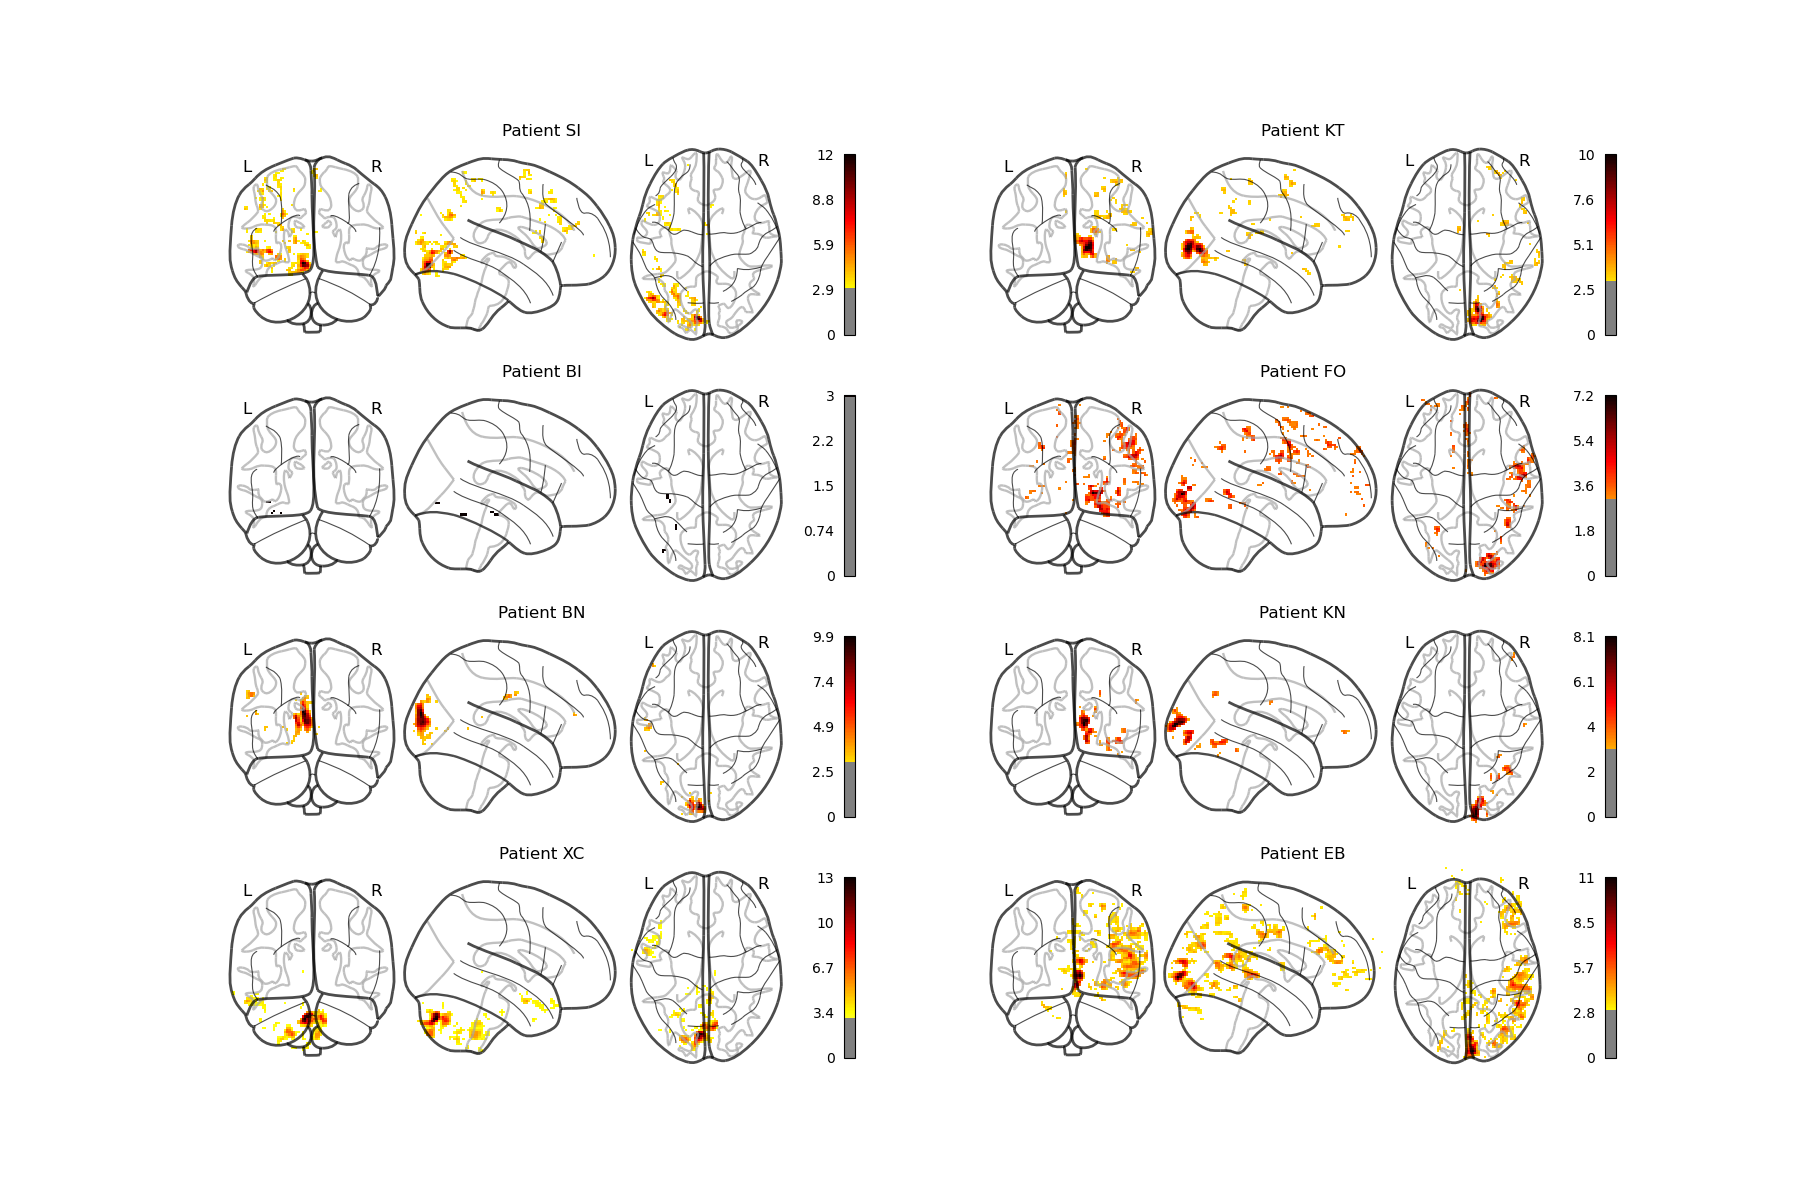 Patient SI
L R L R
12
8.8
5.9
2.9
0
Patient KT
L R L R
10
7.6
5.1
2.5
0
Patient BI
L R L R
3
2.2
1.5
0.74
0
Patient FO
L R L R
7.2
5.4
3.6
1.8
0
Patient BN
L R L R
9.9
7.4
4.9
2.5
0
Patient KN
L R L R
8.1
6.1
4
2
0
Patient XC
L R L R
13
10
6.7
3.4
0
Patient EB
L R L R
11
8.5
5.7
2.8
0